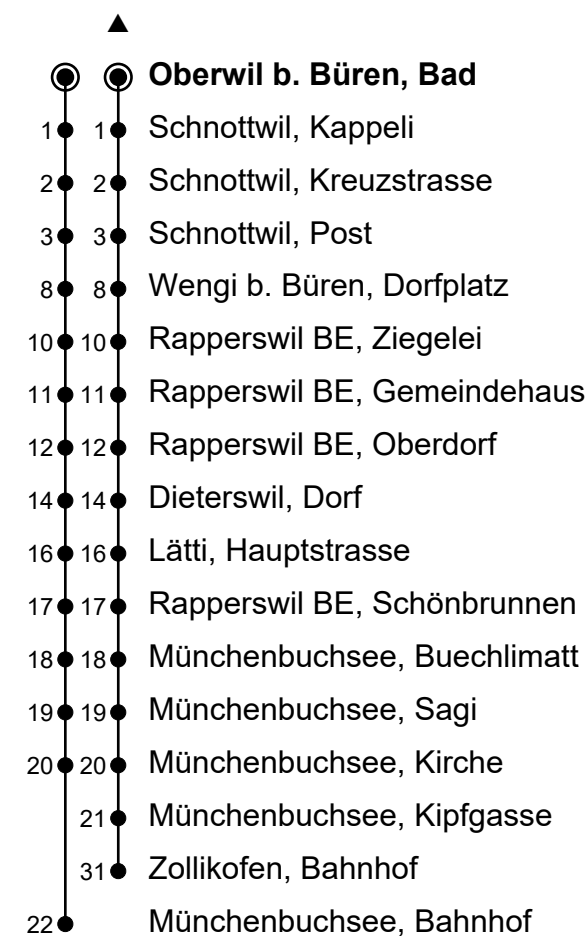 ▲
Oberwil b. Büren, Bad
1 1 Schnottwil, Kappeli
2 2 Schnottwil, Kreuzstrasse
3 3 Schnottwil, Post
8 8 Wengi b. Büren, Dorfplatz
10 10 Rapperswil BE, Ziegelei
11 11 Rapperswil BE, Gemeindehaus
12 12 Rapperswil BE, Oberdorf
14 14 Dieterswil, Dorf
16 16 Lätti, Hauptstrasse
17 17 Rapperswil BE, Schönbrunnen
18 18 Münchenbuchsee, Buechlimatt
19 19 Münchenbuchsee, Sagi
20 20 Münchenbuchsee, Kirche
21 Münchenbuchsee, Kipfgasse
31 Zollikofen, Bahnhof
22 Münchenbuchsee, Bahnhof